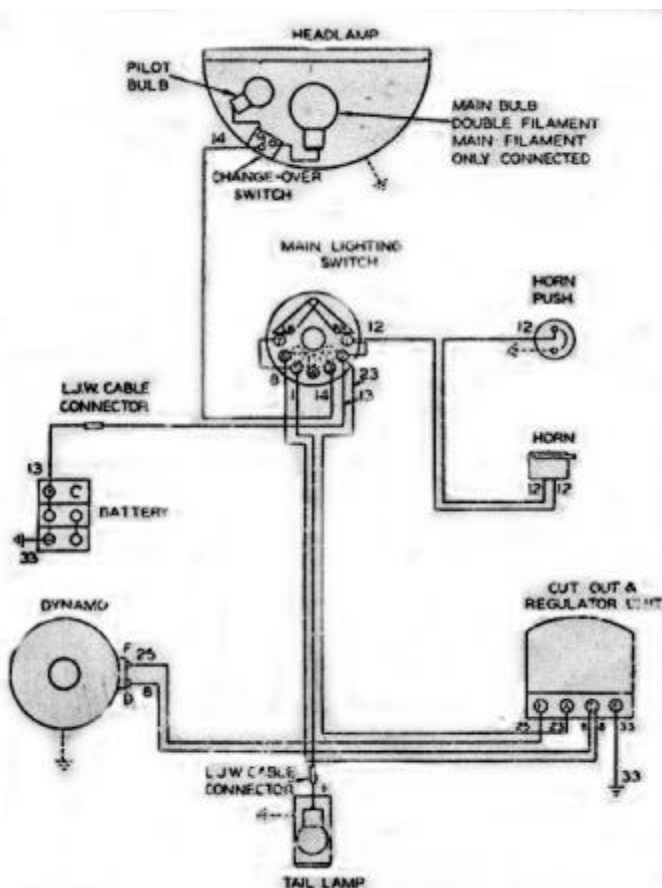 HEADLAMP
PILOT
BULB
MAIN BULB
DOUBLE FILAMENT
MAIN FILAMENT
ONLY CONNECTED
14
CHANGE-OVER
SWITCH
MAIN LIGHTING
SWITCH
HORN
PUSH
12
12
8
1
14
23
13
L.J.W. CABLE
CONNECTOR
HORN
13
12
12
BATTERY
33
CUT OUT &
REGULATOR UNIT
DYNAMO
F
25
D
8
25
23
8
33
33
L.J.W CABLE
CONNECTOR
TAIL LAMP